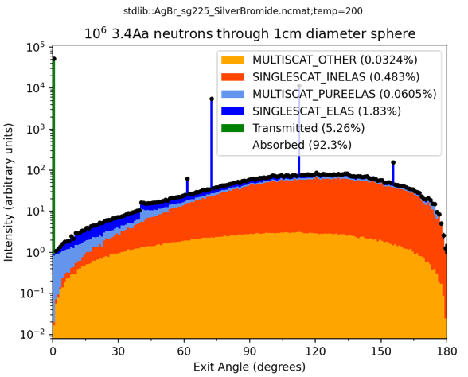 stdlib::AgBr_sg225_SilverBromide.ncmat;temp=200
10⁶ 3.4Aa neutrons through 1cm diameter sphere
MULTISCAT_OTHER (0.0324%)
SINGLESCAT_INELAS (0.483%)
MULTISCAT_PUREELAS (0.0605%)
SINGLESCAT_ELAS (1.83%)
Transmitted (5.26%)
Absorbed (92.3%)
Intensity (arbitrary units)
10⁵
10⁴
10³
10²
10¹
10⁰
10⁻¹
10⁻²
0 30 60 90 120 150 180
Exit Angle (degrees)